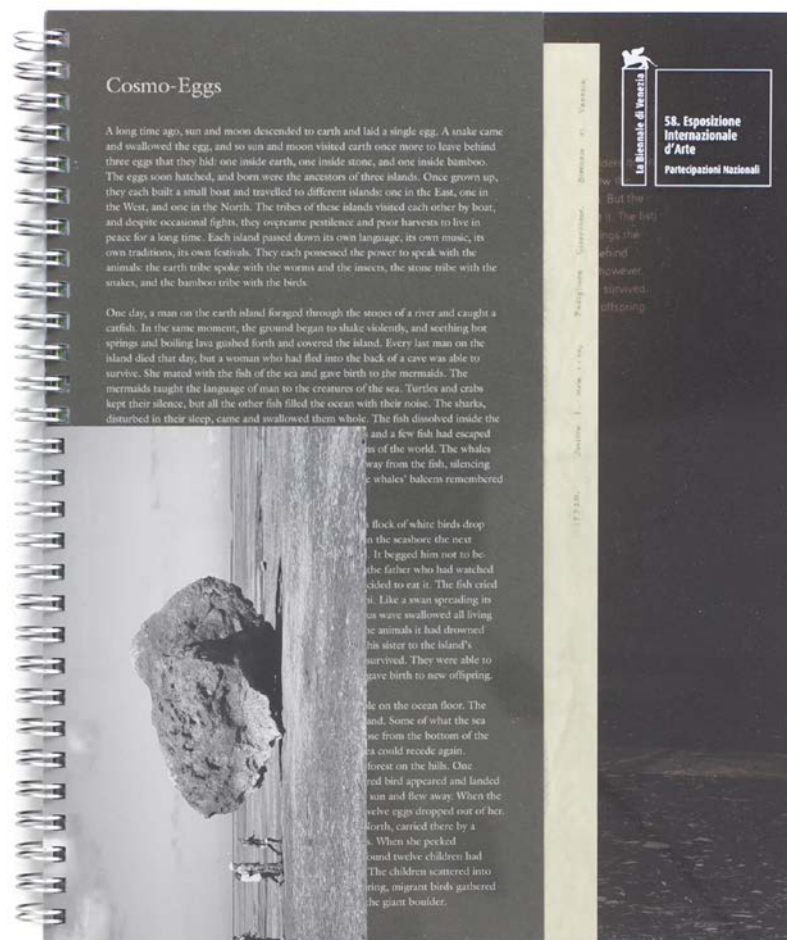 Cosmo-Eggs
A long time ago, sun and moon descended to earth and laid a single egg. A snake came
and swallowed the egg, and so sun and moon visited earth once more to leave behind
three eggs that they hid: one inside earth, one inside stone, and one inside bamboo.
The eggs soon hatched, and born were the ancestors of three islands. Once grown up,
they each built a small boat and travelled to different islands: one in the East, one in
the West, and one in the North. The tribes of these islands visited each other by boat,
and despite occasional fights, they overcame pestilence and poor harvests to live in
peace for a long time. Each island passed down its own language, its own music, its
own traditions, its own festivals. They each possessed the power to speak with the
animals: the earth tribe spoke with the worms and the insects, the stone tribe with the
snakes, and the bamboo tribe with the birds.
One day, a man on the earth island foraged through the stones of a river and caught a
catfish. In the same moment, the ground began to shake violently, and seething hot
springs and boiling lava gushed forth and covered the island. Every last man on the
island died that day, but a woman who had fled into the back of a cave was able to
survive. She mated with the fish of the sea and gave birth to the mermaids. The
mermaids taught the language of man to the creatures of the sea. Turtles and crabs
kept their silence, but all the other fish filled the ocean with their noise. The sharks,
disturbed in their sleep, came and swallowed them whole. The fish dissolved inside the
and a few fish had escaped
of the world. The whales
way from the fish, silencing
whales' baleens remembered
flock of white birds drop
n the seashore the next
It begged him not to be
the father who had watched
cided to eat it. The fish cried
Like a swan spreading its
us wave swallowed all living
animals it had drowned
his sister to the island's
survived. They were able to
gave birth to new offspring.
le on the ocean floor. The
and. Some of what the sea
ose from the bottom of the
ea could recede again.
forest on the hills. One
red bird appeared and landed
sun and flew away. When the
welve eggs dropped out of her.
North, carried there by a
When she peeked
ound twelve children had
The children scattered into
ring, migrant birds gathered
the giant boulder.
La Biennale di Venezia
58. Esposizione
Internazionale
d'Arte
Partecipazioni Nazionali
But the
it. The fish
ngs the
ehind
however,
survived.
offspring